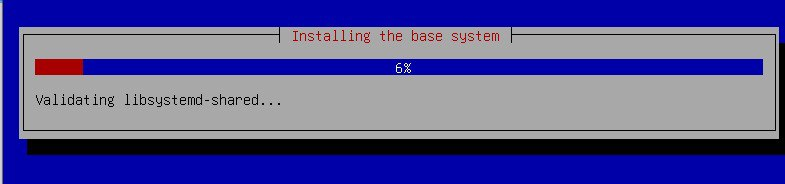 Installing the base system
6%
Validating libsystemd-shared...